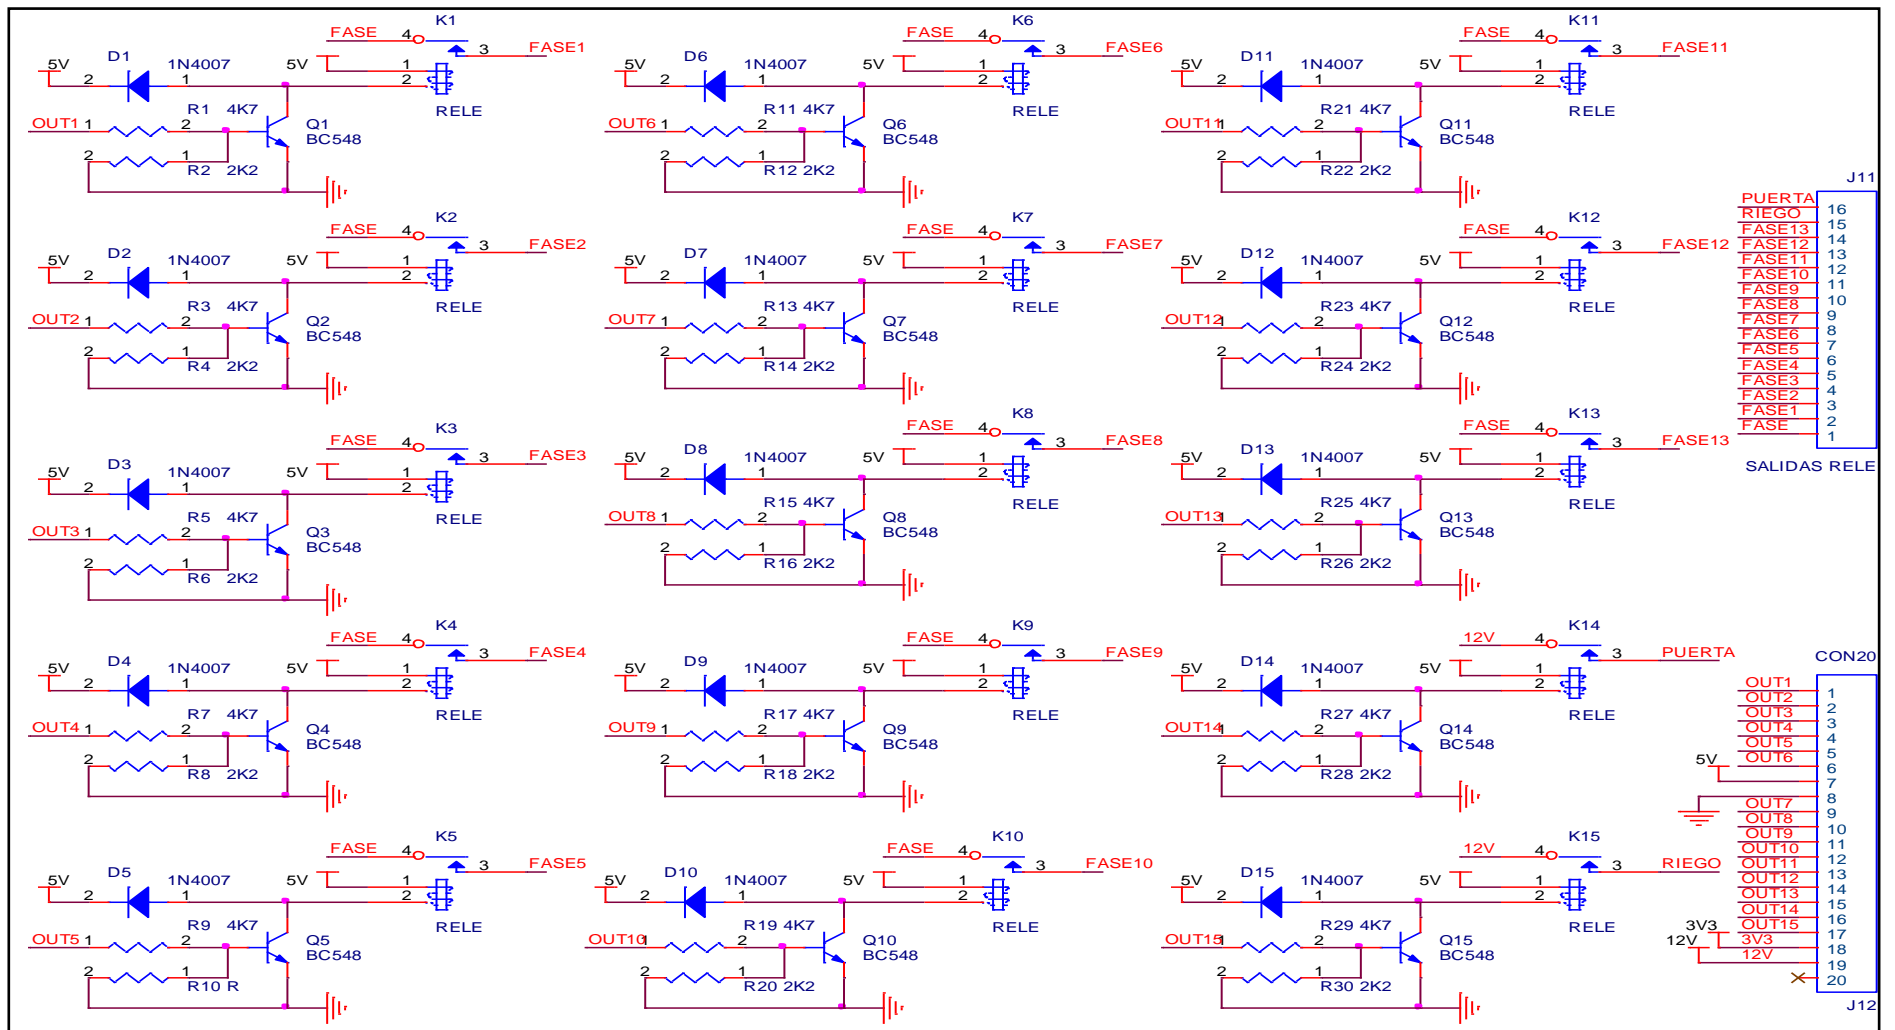 K1
FASE 4
3 FASE1
D1
5V
2 1N4007 1
5V
1
2
RELE
R1 4K7
OUT1 1 2
Q1
BC548
2 1
R2 2K2
K6
FASE 4
3 FASE6
D6
5V
2 1N4007 1
5V
1
2
RELE
R11 4K7
OUT6 1 2
Q6
BC548
2 1
R12 2K2
K11
FASE 4
3 FASE11
D11
5V
2 1N4007 1
5V
1
2
RELE
R21 4K7
OUT11 1 2
Q11
BC548
2 1
R22 2K2
K2
FASE 4
3 FASE2
D2
5V
2 1N4007 1
5V
1
2
RELE
R3 4K7
OUT2 1 2
Q2
BC548
2 1
R4 2K2
K7
FASE 4
3 FASE7
D7
5V
2 1N4007 1
5V
1
2
RELE
R13 4K7
OUT7 1 2
Q7
BC548
2 1
R14 2K2
K12
FASE 4
3 FASE12
D12
5V
2 1N4007 1
5V
1
2
RELE
R23 4K7
OUT12 1 2
Q12
BC548
2 1
R24 2K2
K3
FASE 4
3 FASE3
D3
5V
2 1N4007 1
5V
1
2
RELE
R5 4K7
OUT3 1 2
Q3
BC548
2 1
R6 2K2
K8
FASE 4
3 FASE8
D8
5V
2 1N4007 1
5V
1
2
RELE
R15 4K7
OUT8 1 2
Q8
BC548
2 1
R16 2K2
K13
FASE 4
3 FASE13
D13
5V
2 1N4007 1
5V
1
2
RELE
R25 4K7
OUT13 1 2
Q13
BC548
2 1
R26 2K2
K4
FASE 4
3 FASE4
D4
5V
2 1N4007 1
5V
1
2
RELE
R7 4K7
OUT4 1 2
Q4
BC548
2 1
R8 2K2
K9
FASE 4
3 FASE9
D9
5V
2 1N4007 1
5V
1
2
RELE
R17 4K7
OUT9 1 2
Q9
BC548
2 1
R18 2K2
K14
12V 4
3 PUERTA
D14
5V
2 1N4007 1
5V
1
2
RELE
R27 4K7
OUT14 1 2
Q14
BC548
2 1
R28 2K2
K5
FASE 4
3 FASE5
D5
5V
2 1N4007 1
5V
1
2
RELE
R9 4K7
OUT5 1 2
Q5
BC548
2 1
R10 R
K10
FASE 4
3 FASE10
D10
5V
2 1N4007 1
5V
1
2
RELE
R19 4K7
OUT10 1 2
Q10
BC548
2 1
R20 2K2
K15
12V 4
3 RIEGO
D15
5V
2 1N4007 1
5V
1
2
RELE
R29 4K7
OUT15 1 2
Q15
BC548
2 1
R30 2K2
J11
PUERTA 16
RIEGO 15
FASE13 14
FASE12 13
FASE11 12
FASE10 11
FASE9 10
FASE8 9
FASE7 8
FASE6 7
FASE5 6
FASE4 5
FASE3 4
FASE2 3
FASE1 2
FASE 1
SALIDAS RELE
CON20
OUT1 1
OUT2 2
OUT3 3
OUT4 4
OUT5 5
OUT6 6
5V 7
8
OUT7 9
OUT8 10
OUT9 11
OUT10 12
OUT11 13
OUT12 14
OUT13 15
OUT14 16
OUT15 17
3V3 3V3 18
12V 12V 19
20
J12